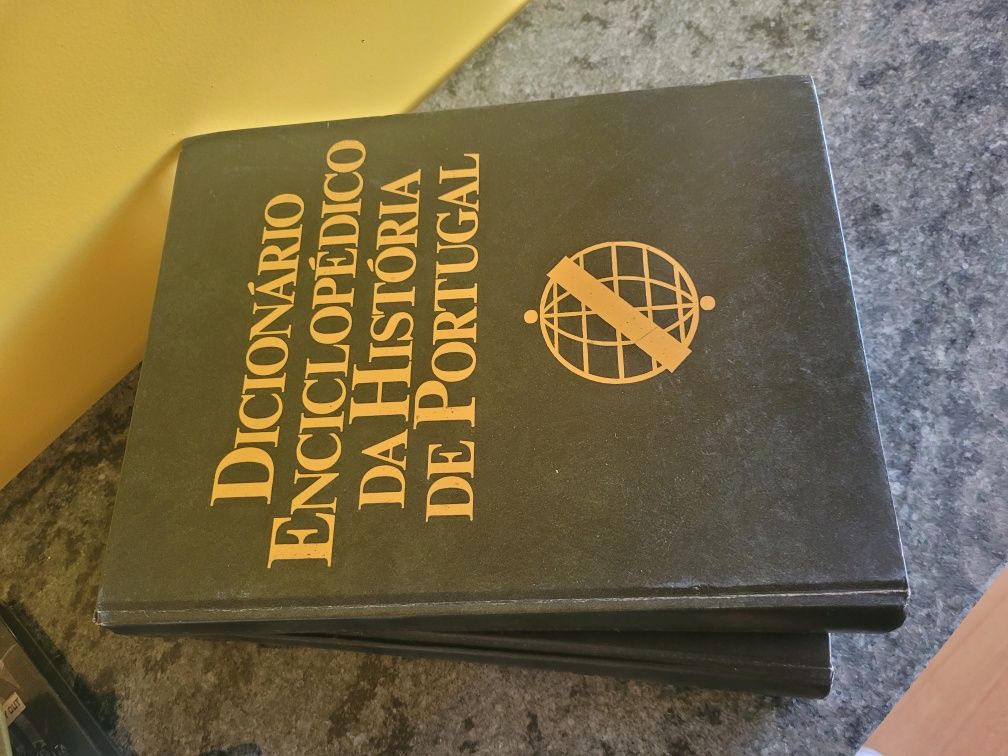 DICIONÁRIO
ENCICLOPÉDICO
DA HISTÓRIA
DE PORTUGAL